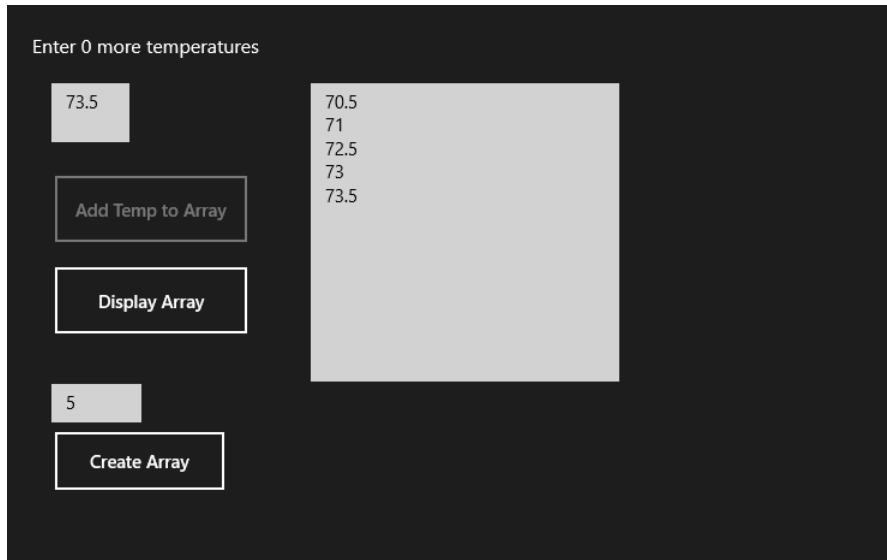 Enter 0 more temperatures
73.5
Add Temp to Array
Display Array
5
Create Array
70.5
71
72.5
73
73.5